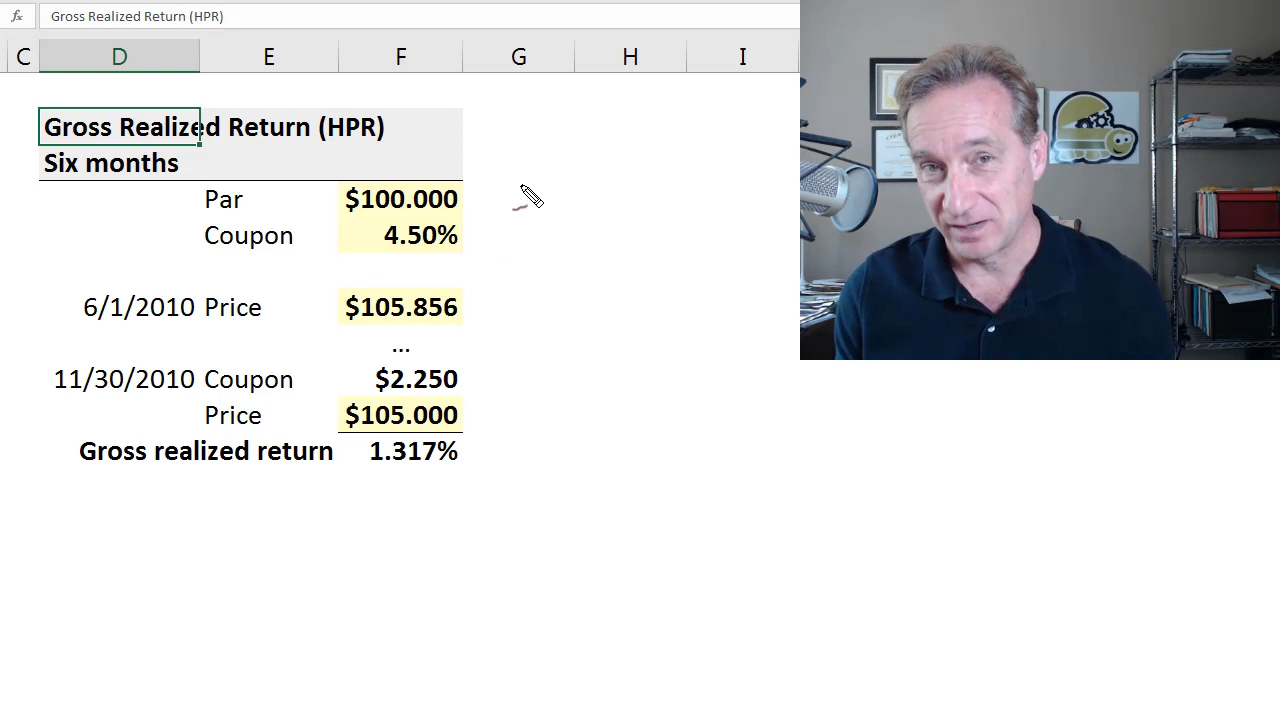 fx Gross Realized Return (HPR)
C D E F G H I
Gross Realized Return (HPR)
Six months
Par $100.000
Coupon 4.50%
6/1/2010 Price $105.856
...
11/30/2010 Coupon $2.250
Price $105.000
Gross realized return 1.317%